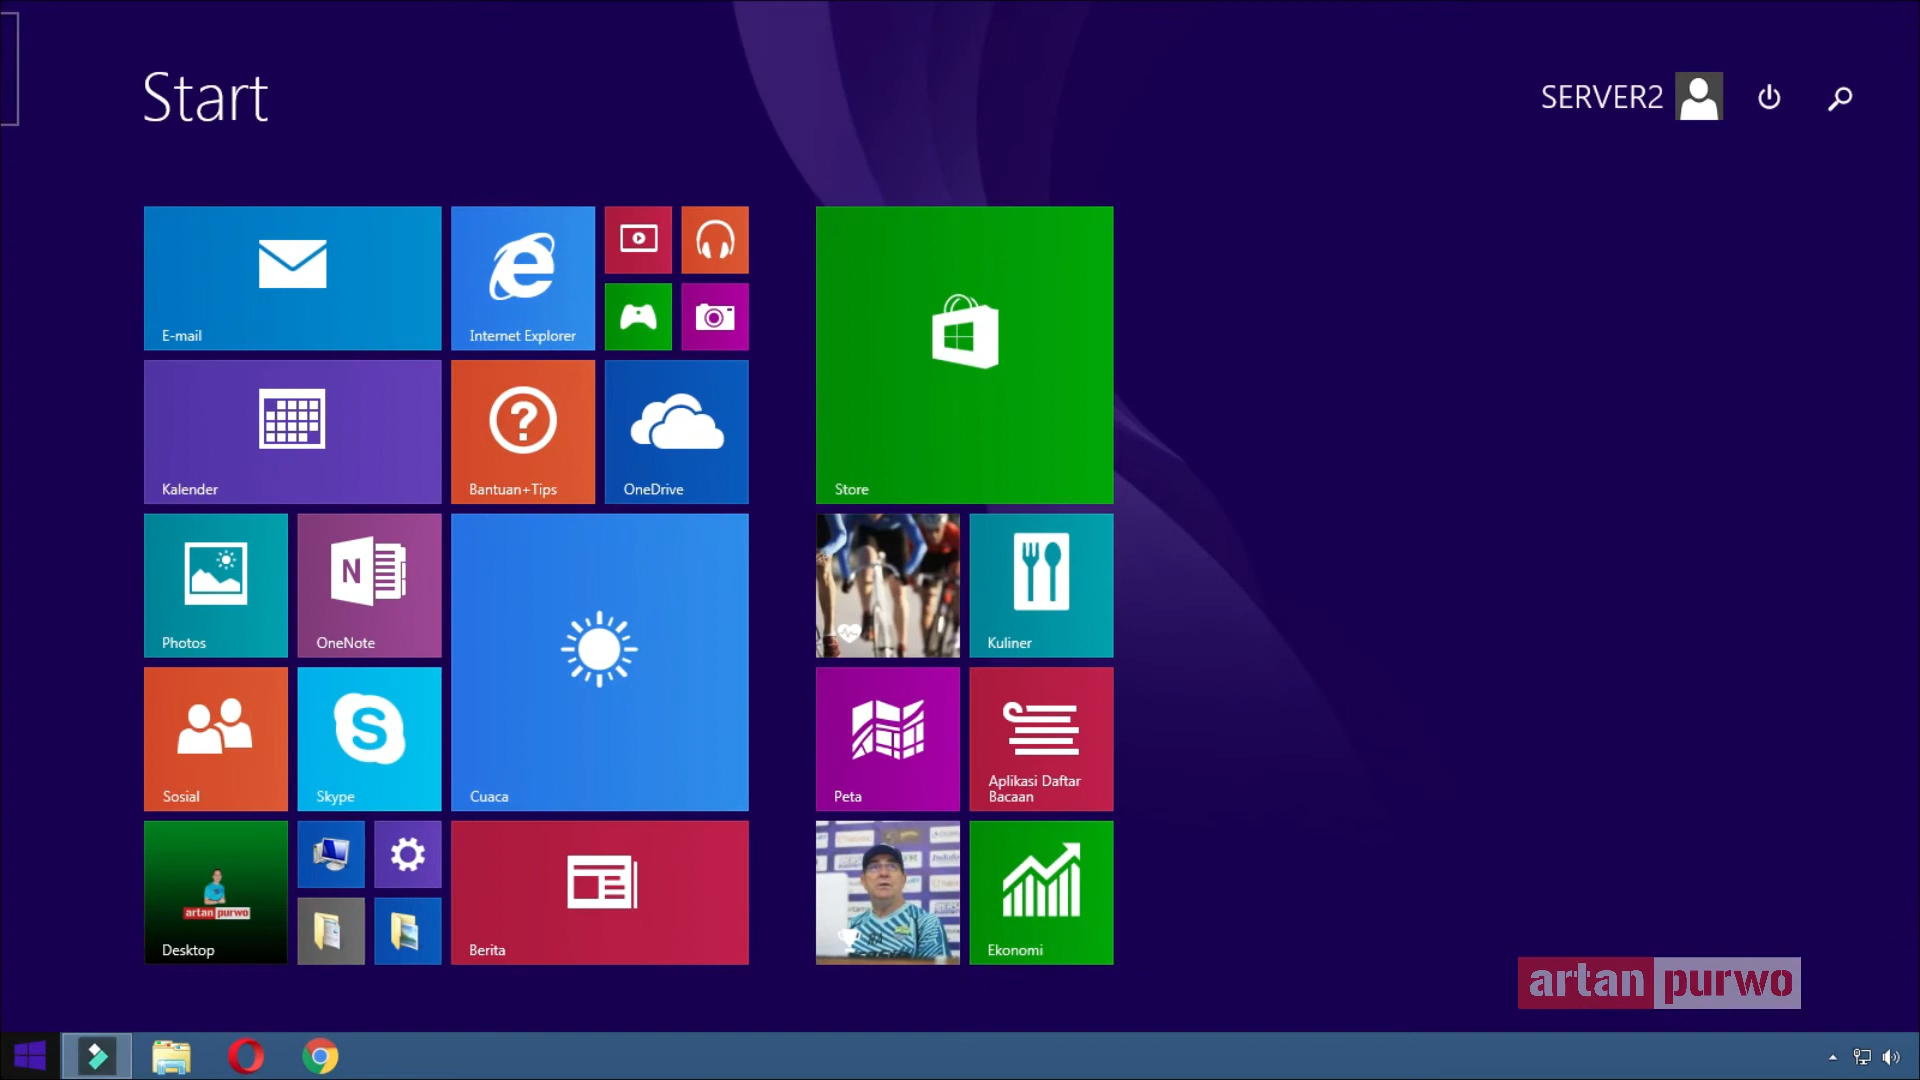 Start
SERVER2
E-mail
Internet Explorer
Kalender
Bantuan+Tips
OneDrive
Store
Photos
OneNote
Kuliner
Sosial
Skype
Cuaca
Peta
Aplikasi Daftar
Bacaan
artan purwo
Desktop
Berita
Ekonomi
artan purwo